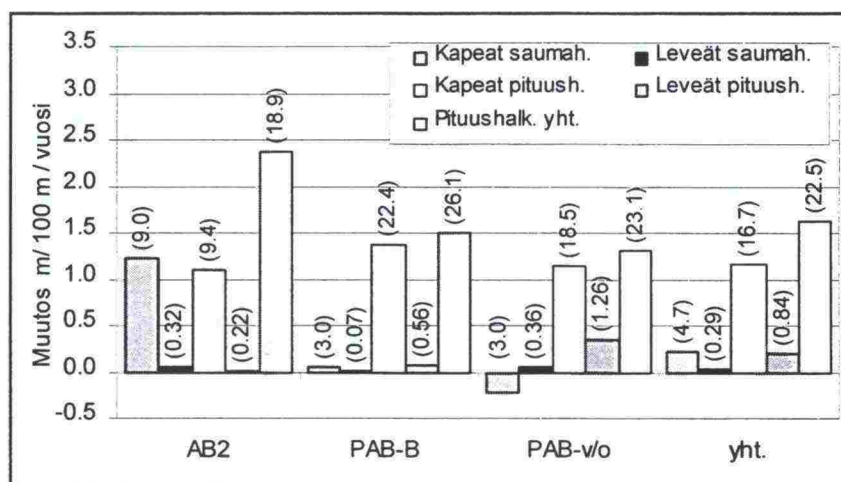 3.5
3.0
2.5
2.0
1.5
1.0
0.5
0.0
-0.5
Muutos m/ 100 m / vuosi
Kapeat saumah. Leveät saumah.
Kapeat pituush. Leveät pituush.
Pituushalk. yht.
(9.0) (0.32) (9.4) (0.22) (18.9)
(3.0) (0.07) (22.4) (0.56) (26.1)
(3.0) (0.36) (18.5) (1.26) (23.1)
(4.7) (0.29) (16.7) (0.84) (22.5)
AB2 PAB-B PAB-v/o yht.